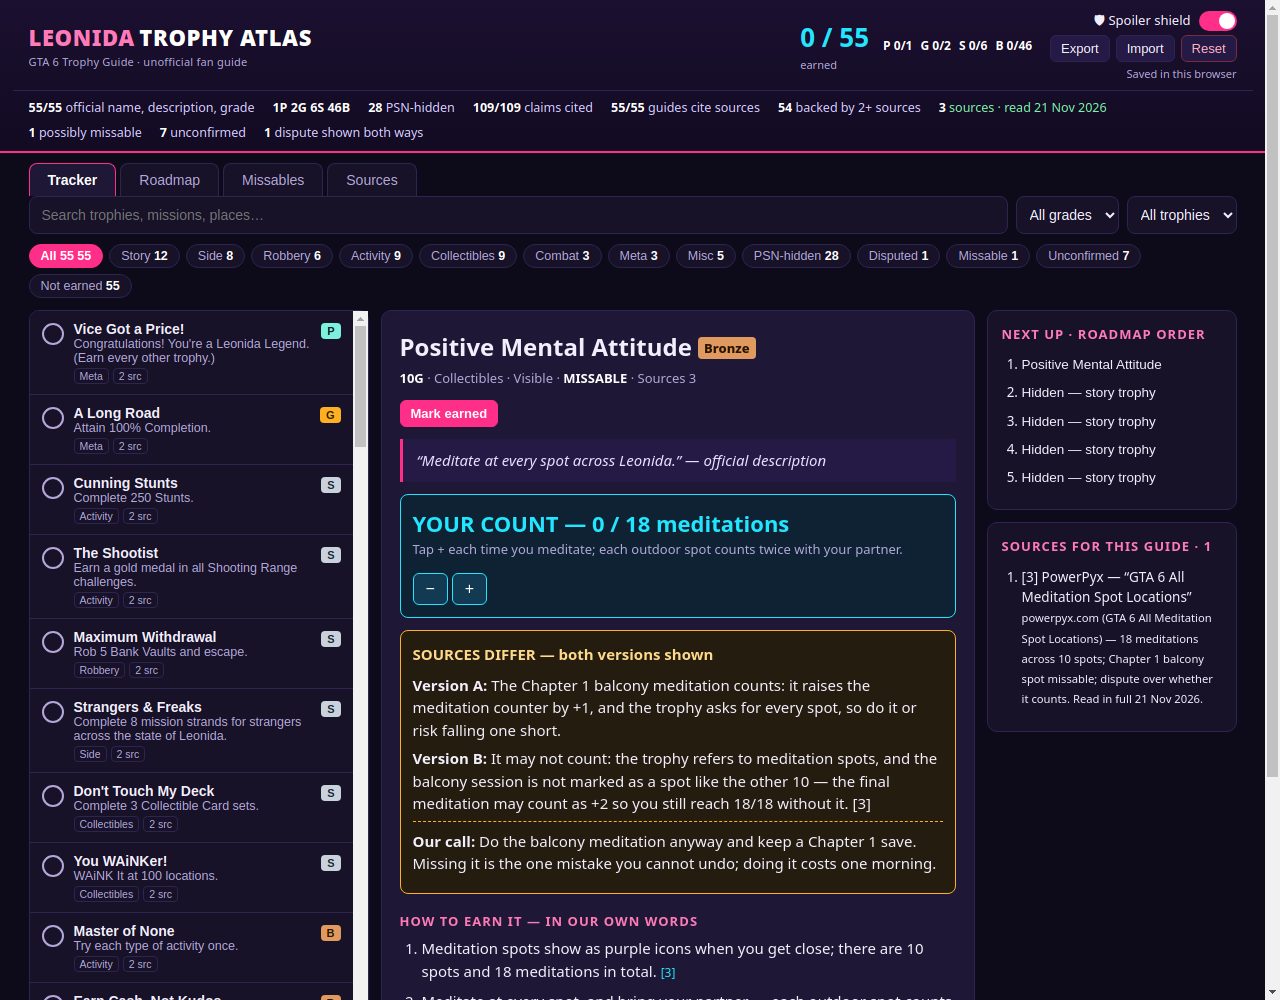 LEONIDA TROPHY ATLAS
GTA 6 Trophy Guide · unofficial fan guide
0 / 55
earned
P 0/1 G 0/2 S 0/6 B 0/46
Spoiler shield
Export Import Reset
Saved in this browser
55/55 official name, description, grade 1P 2G 6S 46B 28 PSN-hidden 109/109 claims cited 55/55 guides cite sources 54 backed by 2+ sources 3 sources · read 21 Nov 2026
1 possibly missable 7 unconfirmed 1 dispute shown both ways
Tracker Roadmap Missables Sources
Search trophies, missions, places…
All grades All trophies
All 55 55 Story 12 Side 8 Robbery 6 Activity 9 Collectibles 9 Combat 3 Meta 3 Misc 5 PSN-hidden 28 Disputed 1 Missable 1 Unconfirmed 7
Not earned 55
Vice Got a Price! P
Congratulations! You're a Leonida Legend.
(Earn every other trophy.)
Meta 2 src
A Long Road G
Attain 100% Completion.
Meta 2 src
Cunning Stunts S
Complete 250 Stunts.
Activity 2 src
The Shootist S
Earn a gold medal in all Shooting Range
challenges.
Activity 2 src
Maximum Withdrawal S
Rob 5 Bank Vaults and escape.
Robbery 2 src
Strangers & Freaks S
Complete 8 mission strands for strangers
across the state of Leonida.
Side 2 src
Don't Touch My Deck S
Complete 3 Collectible Card sets.
Collectibles 2 src
You WAiNKer! S
WAiNK It at 100 locations.
Collectibles 2 src
Master of None B
Try each type of activity once.
Activity 2 src
Earn Cash, Not Kudos
Positive Mental Attitude Bronze
10G · Collectibles · Visible · MISSABLE · Sources 3
Mark earned
“Meditate at every spot across Leonida.” — official description
YOUR COUNT — 0 / 18 meditations
Tap + each time you meditate; each outdoor spot counts twice with your partner.
− +
SOURCES DIFFER — both versions shown
Version A: The Chapter 1 balcony meditation counts: it raises the
meditation counter by +1, and the trophy asks for every spot, so do it or
risk falling one short.
Version B: It may not count: the trophy refers to meditation spots, and the
balcony session is not marked as a spot like the other 10 — the final
meditation may count as +2 so you still reach 18/18 without it. [3]
Our call: Do the balcony meditation anyway and keep a Chapter 1 save.
Missing it is the one mistake you cannot undo; doing it costs one morning.
HOW TO EARN IT — IN OUR OWN WORDS
1. Meditation spots show as purple icons when you get close; there are 10
spots and 18 meditations in total. [3]
2. Meditate at every spot, and bring your partner — each outdoor spot counts
NEXT UP · ROADMAP ORDER
1. Positive Mental Attitude
2. Hidden — story trophy
3. Hidden — story trophy
4. Hidden — story trophy
5. Hidden — story trophy
SOURCES FOR THIS GUIDE · 1
1. [3] PowerPyx — “GTA 6 All
Meditation Spot Locations”
powerpyx.com (GTA 6 All Meditation
Spot Locations) — 18 meditations
across 10 spots; Chapter 1 balcony
spot missable; dispute over whether
it counts. Read in full 21 Nov 2026.